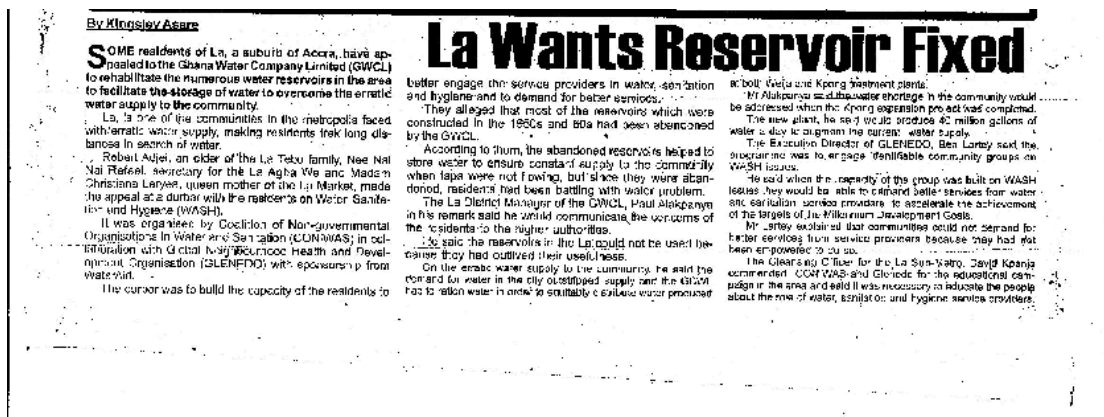 By Kingsley Asare
La Wants Reservoir Fixed
SOME residents of La, a suburb of Accra, have ap-
pealed to the Ghana Water Company Limited (GWCL)
to rehabilitate the numerous water reservoirs in the area
to facilitate the storage of water to overcome the erratic
water supply to the community.
La, is one of the communities in the metropolis faced
with erratic water supply, making residents trek long dis-
tances in search of water.
Robert Adjei, an older of the La Tebu family, Nee Nai
Nai Rafael, secretary for the La Agba We and Madam
Christiana Laryea, queen mother of the La Market, made
the appeal at a durbar with the residents on Water, Sanita-
tion and Hygiene (WASH).
It was organised by Coalition of Non-governmental
Organisations in Water and Sanitation (CONIWAS) in col-
laboration with Global Neighbourhood Health and Devel-
opment Organisation (GLENEDO) with sponsorship from
WaterAid.
The durbar was to build the capacity of the residents to
better engage the service providers in water, sanitation
and hygiene and to demand for better services.
They alleged that most of the reservoirs which were
constructed in the 1950s and 60s had been abandoned
by the GWCL.
According to them, the abandoned reservoirs helped to
store water to ensure constant supply to the community
when taps were not flowing, but since they were aban-
doned, residents had been battling with water problem.
The La District Manager of the GWCL, Paul Alakpanya
in his remark said he would communicate the concerns of
the residents to the higher authorities.
He said the reservoirs in the La could not be used be-
cause they had outlived their usefulness.
On the erratic water supply to the community, he said the
demand for water in the city outstripped supply and the GCWL
had to ration water in order to equitably distribute water produced
at both Weija and Kpong treatment plants.
Mr Alakpanya said the water shortage in the community would
be addressed when the Kpong expansion project was completed.
The new plant, he said would produce 40 million gallons of
water a day to augment the current water supply.
The Executive Director of GLENEDO, Ben Lartey said the
programme was to engage identifiable community groups on
WASH issues.
He said when the capacity of the group was built on WASH
issues they would be able to demand better services from water
and sanitation service providers to accelerate the achievement
of the targets of the Millennium Development Goals.
Mr Lartey explained that communities could not demand for
better services from service providers because they had not
been empowered to do so.
The Cleansing Officer for the La Sub-Metro, David Kpanja
commended CONIWAS and Glenedo for the educational cam-
paign in the area and said it was necessary to educate the people
about the role of water, sanitation and hygiene service providers.